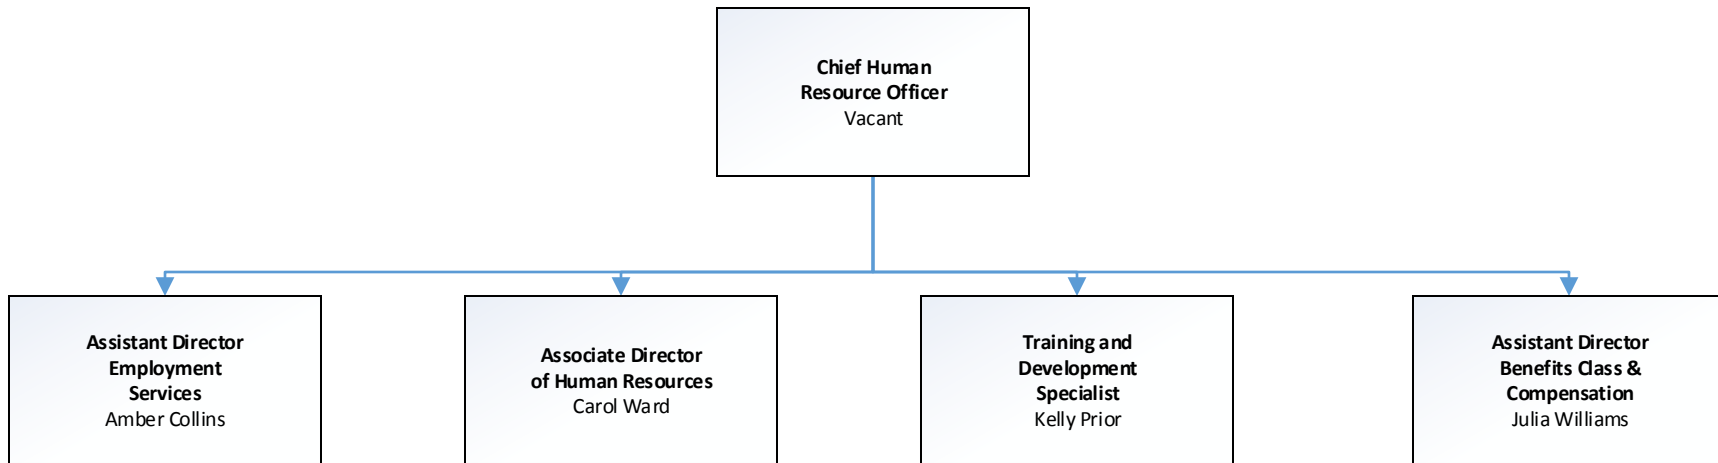 Chief Human
Resource Officer
Vacant
Assistant Director
Employment
Services
Amber Collins
Associate Director
of Human Resources
Carol Ward
Training and
Development
Specialist
Kelly Prior
Assistant Director
Benefits Class &
Compensation
Julia Williams